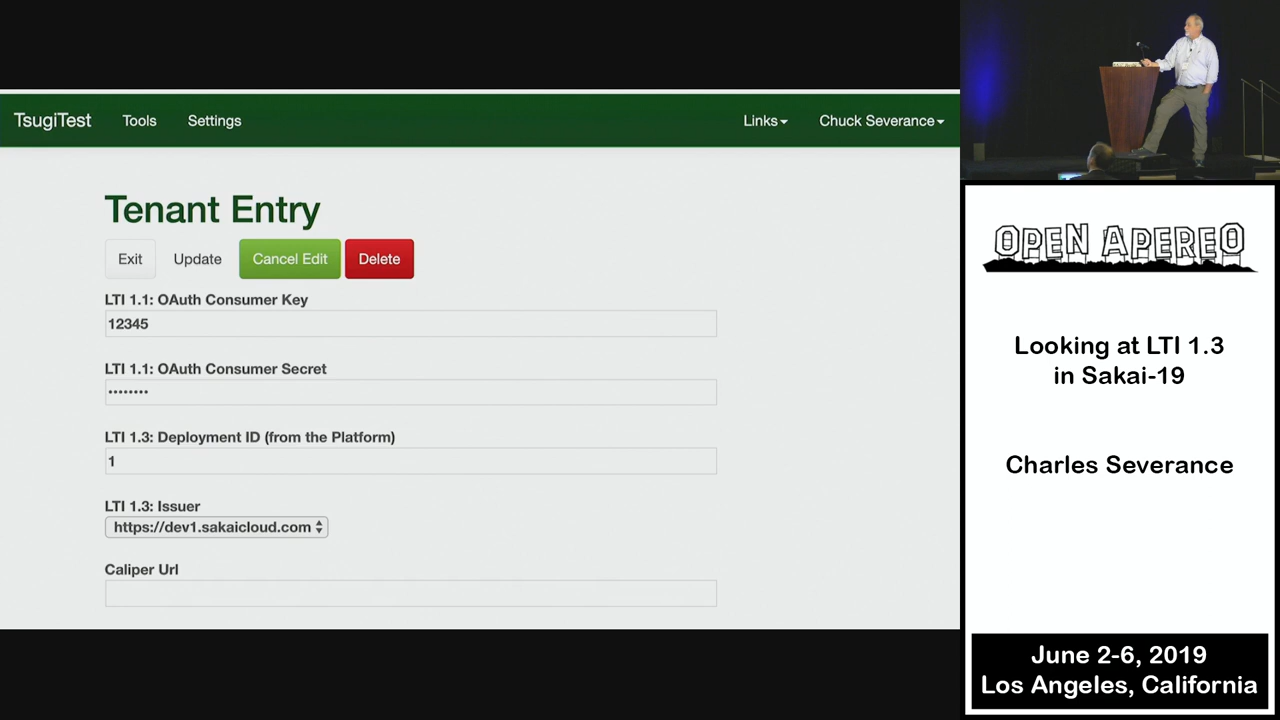 TsugiTest Tools Settings Links Chuck Severance
Tenant Entry
Exit Update Cancel Edit Delete
LTI 1.1: OAuth Consumer Key
12345
LTI 1.1: OAuth Consumer Secret
••••••••
LTI 1.3: Deployment ID (from the Platform)
1
LTI 1.3: Issuer
https://dev1.sakaicloud.com
Caliper Url
OPEN APEREO
Looking at LTI 1.3
in Sakai-19
Charles Severance
June 2-6, 2019
Los Angeles, California